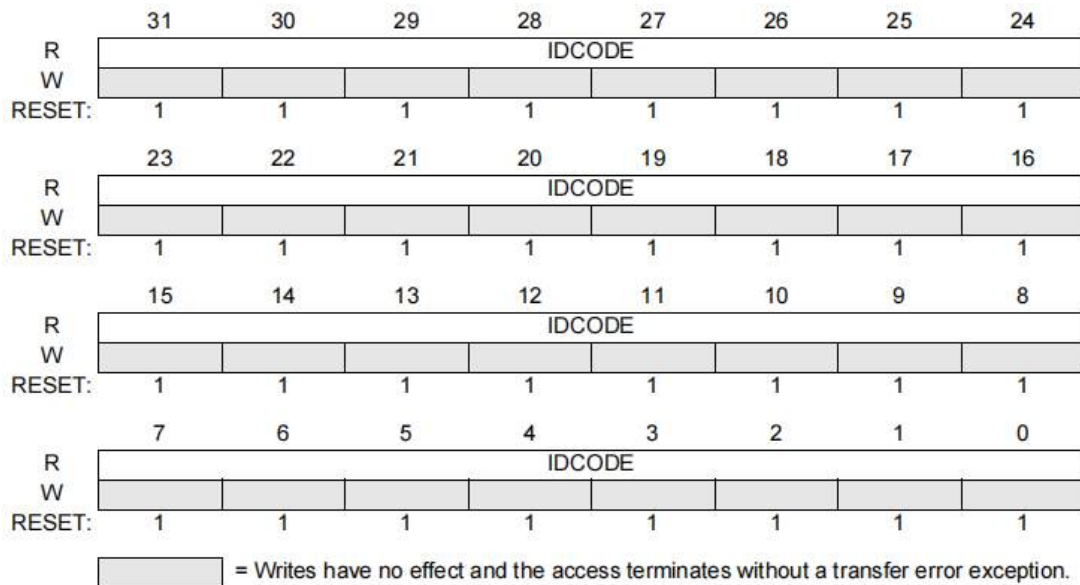 31 30 29 28 27 26 25 24
R IDCODE
W
RESET: 1 1 1 1 1 1 1 1
23 22 21 20 19 18 17 16
R IDCODE
W
RESET: 1 1 1 1 1 1 1 1
15 14 13 12 11 10 9 8
R IDCODE
W
RESET: 1 1 1 1 1 1 1 1
7 6 5 4 3 2 1 0
R IDCODE
W
RESET: 1 1 1 1 1 1 1 1
= Writes have no effect and the access terminates without a transfer error exception.